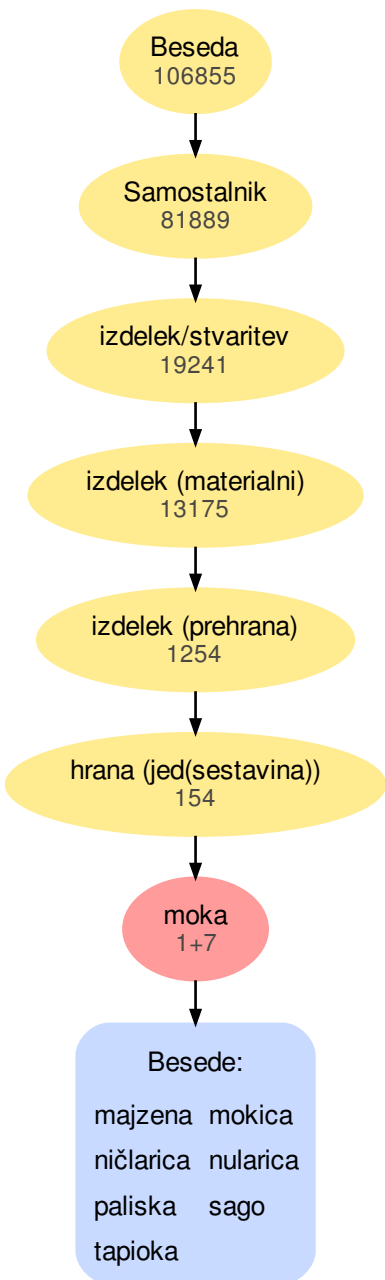 Beseda
106855
Samostalnik
81889
izdelek/stvaritev
19241
izdelek (materialni)
13175
izdelek (prehrana)
1254
hrana (jed(sestavina))
154
moka
1+7
Besede:
majzena mokica
ničlarica nularica
paliska sago
tapioka